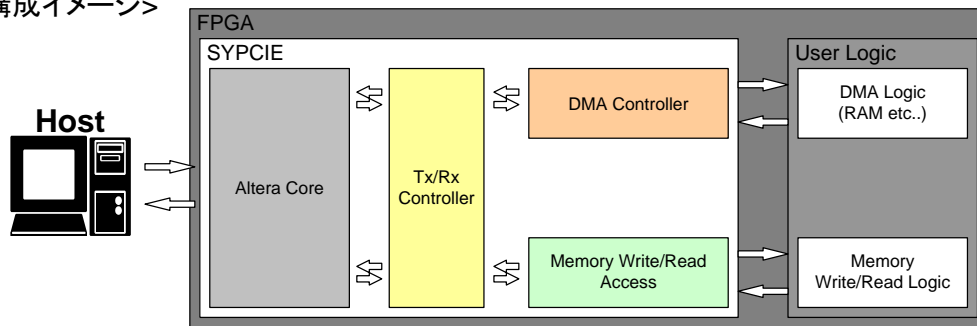 構成イメージ>
FPGA
SYPCIE
User Logic
Host
Altera Core
Tx/Rx
Controller
DMA Controller
DMA Logic
(RAM etc..)
Memory Write/Read
Access
Memory
Write/Read Logic